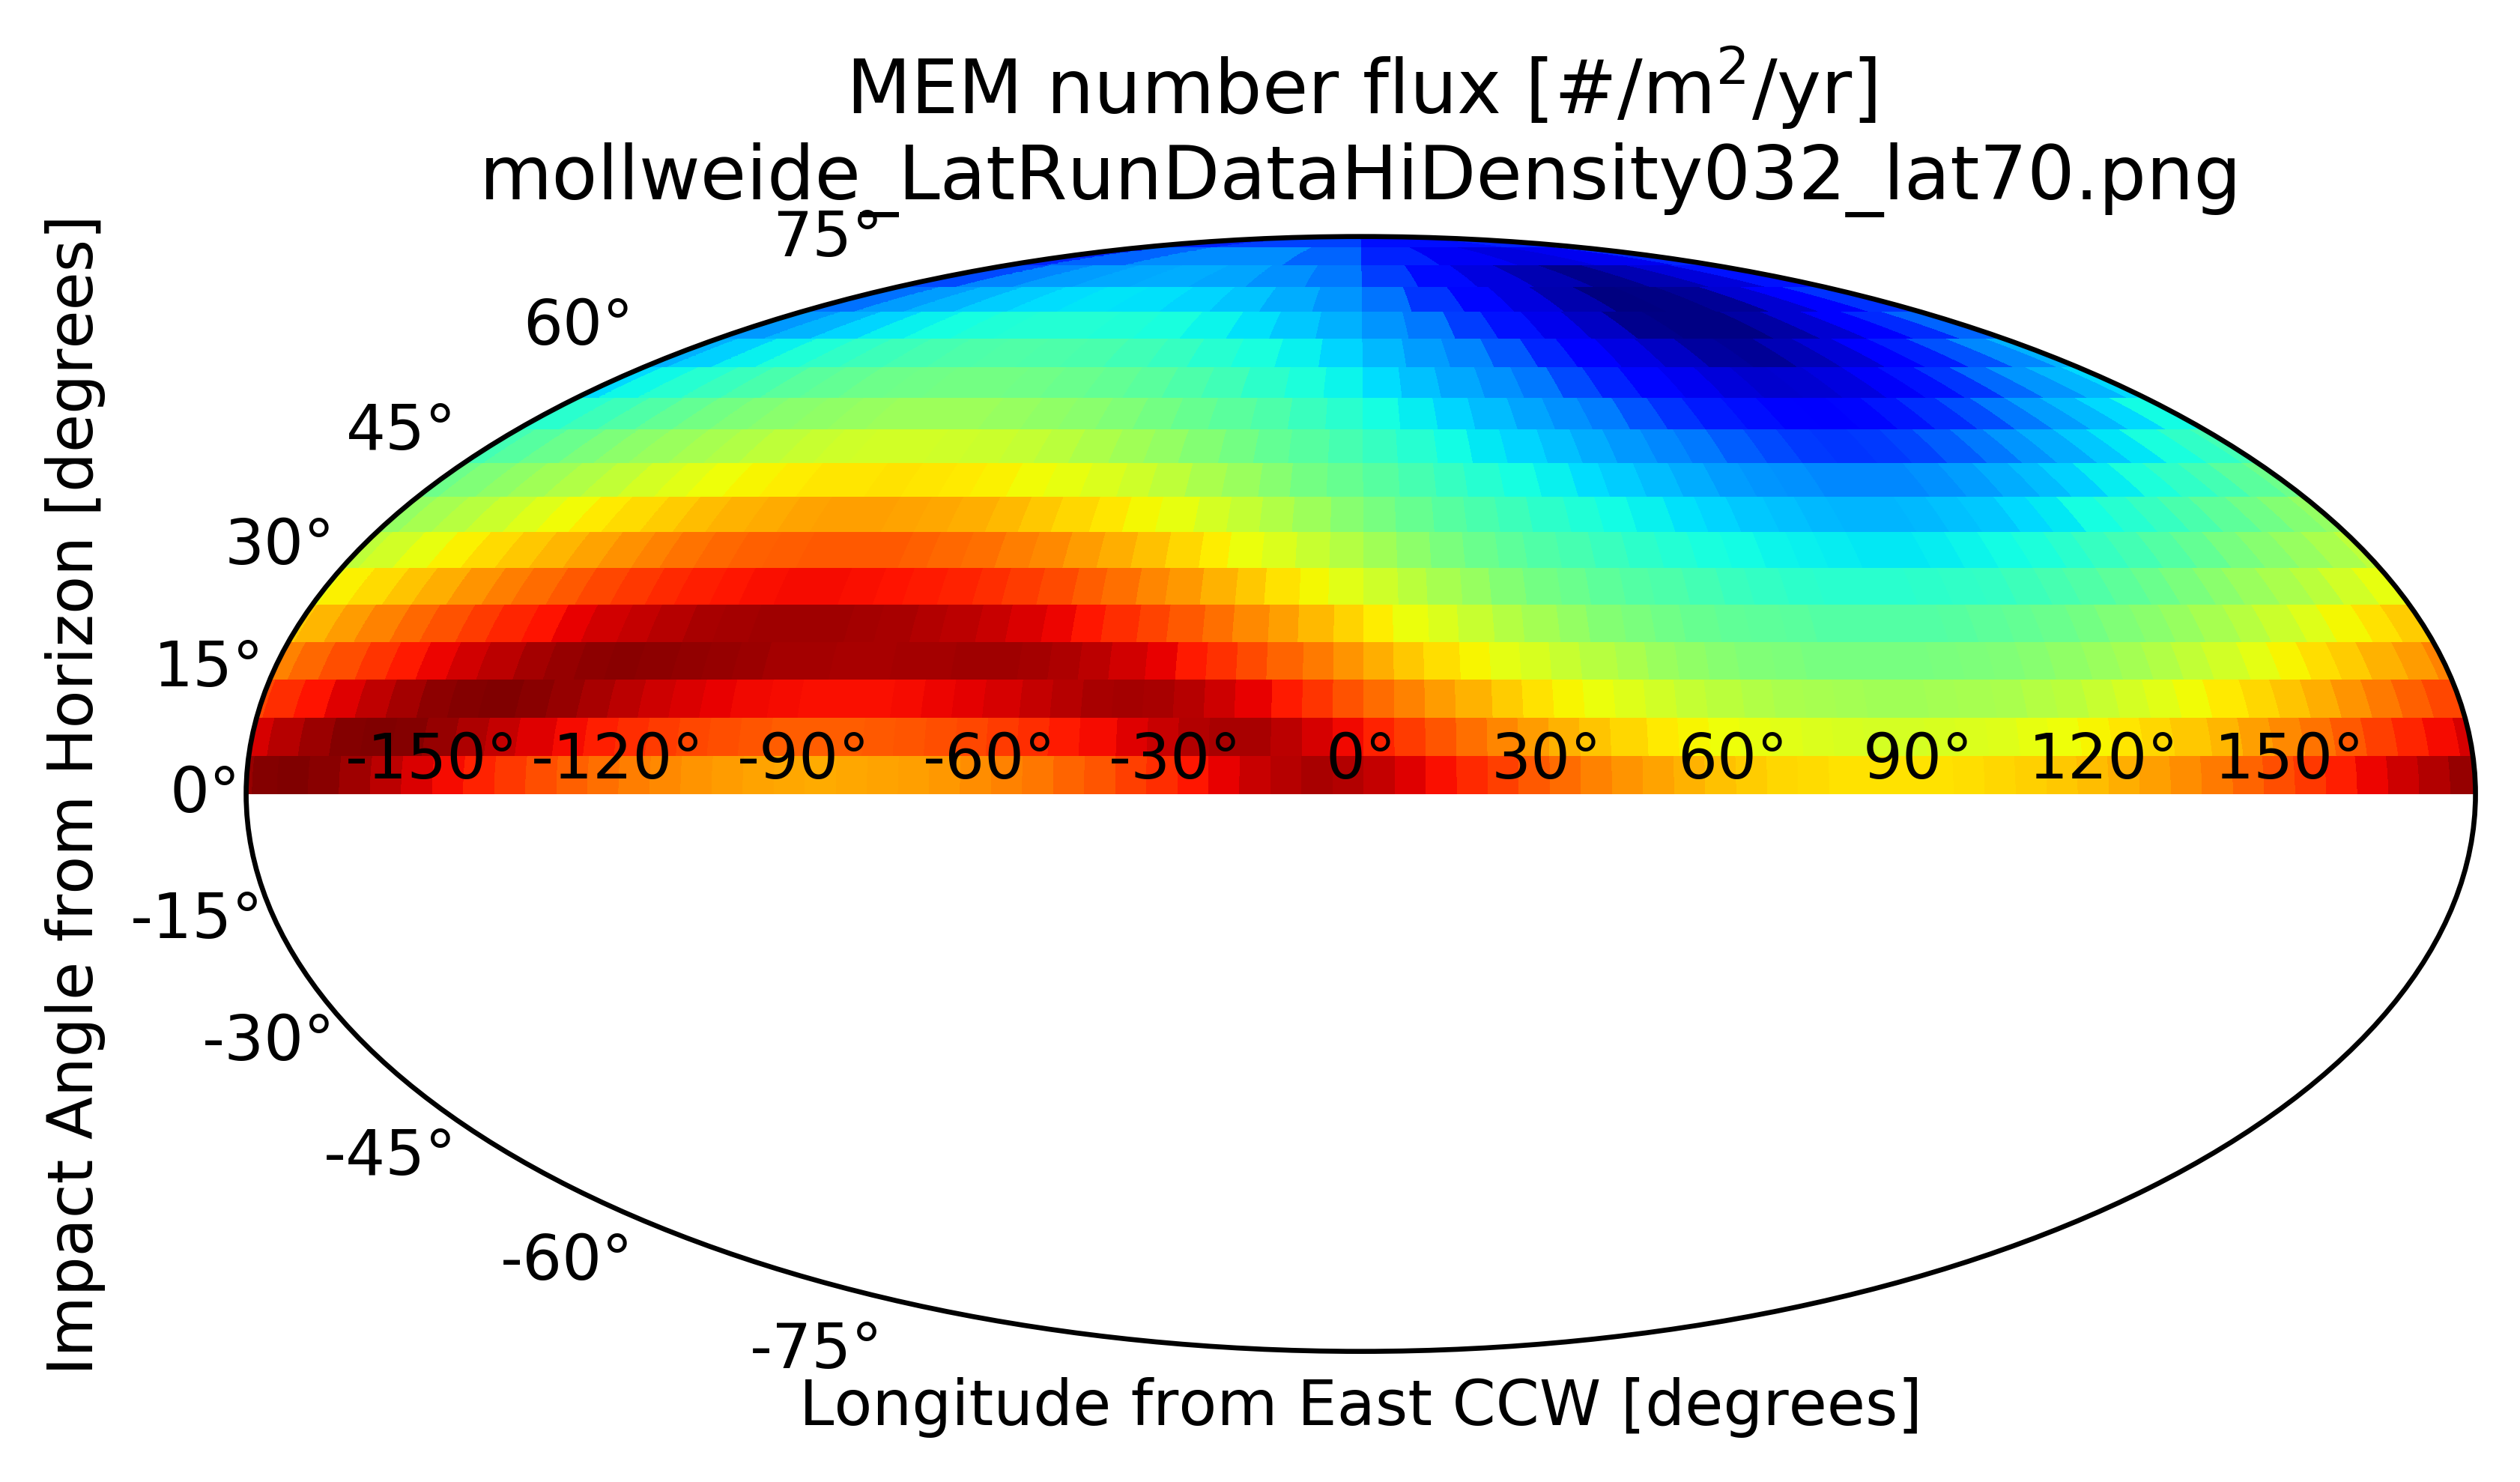 MEM number flux [#/m²/yr]
mollweide_LatRunDataHiDensity032_lat70.png
75°
60°
45°
30°
15°
0°
-15°
-30°
-45°
-60°
-75°
-150° -120° -90° -60° -30° 0° 30° 60° 90° 120° 150°
Impact Angle from Horizon [degrees]
Longitude from East CCW [degrees]